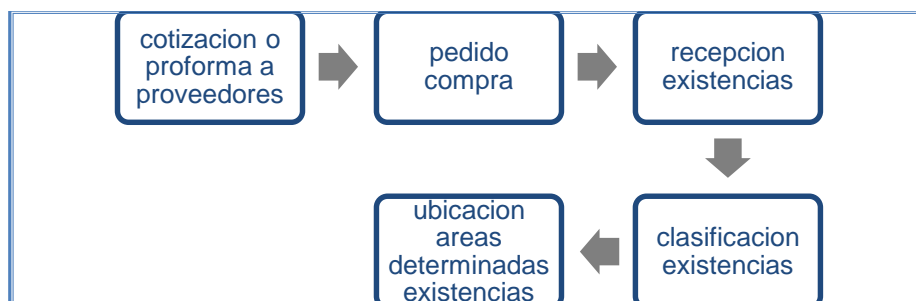 cotizacion o
proforma a
proveedores
pedido
compra
recepcion
existencias
clasificacion
existencias
ubicacion
areas
determinadas
existencias